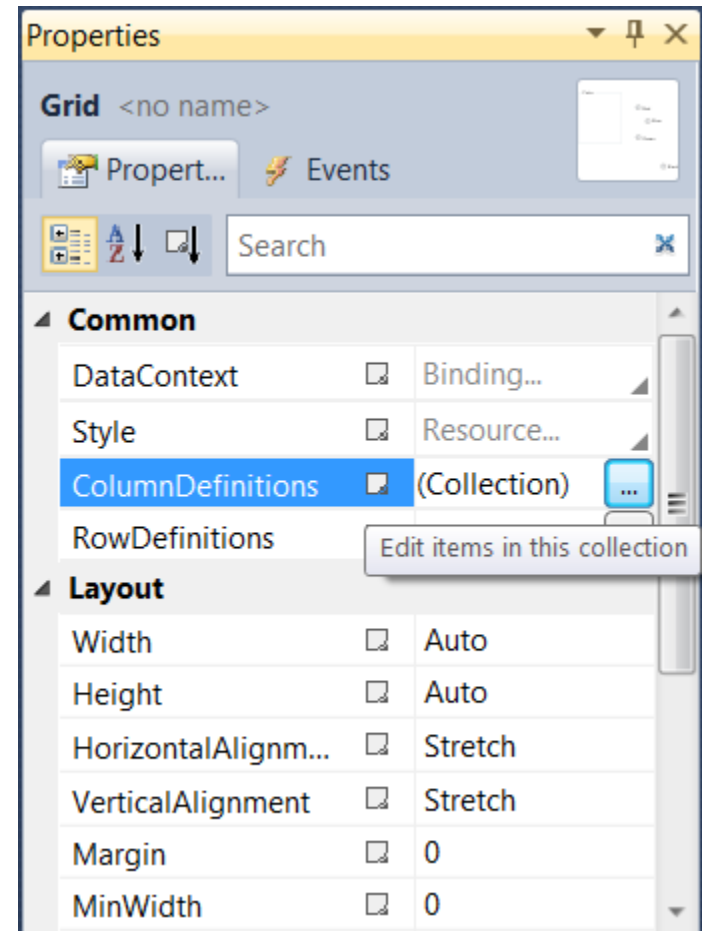 Properties
Grid <no name>
Propert... Events
Search
Common
DataContext Binding...
Style Resource...
ColumnDefinitions (Collection) ...
RowDefinitions
Edit items in this collection
Layout
Width Auto
Height Auto
HorizontalAlignm... Stretch
VerticalAlignment Stretch
Margin 0
MinWidth 0